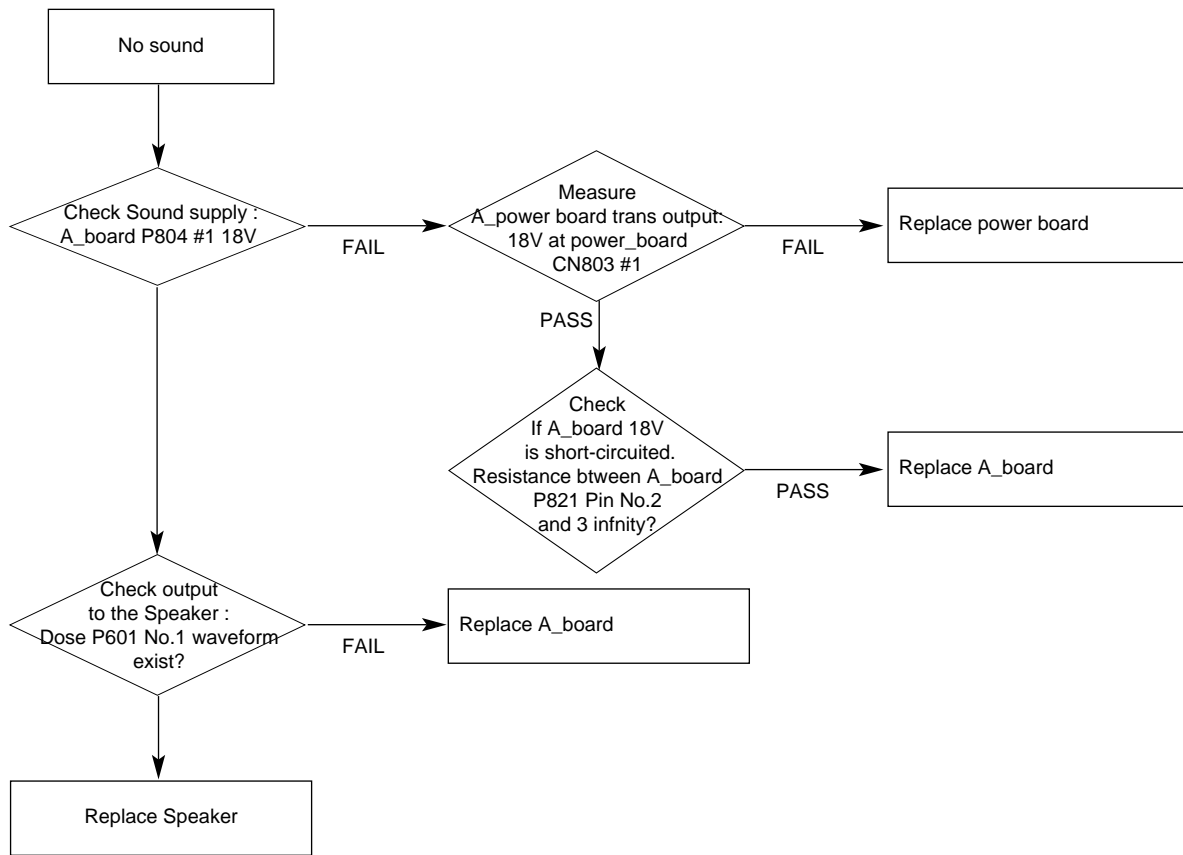 No sound
Check Sound supply :
A_board P804 #1 18V
FAIL
Measure
A_power board trans output:
18V at power_board
CN803 #1
FAIL
Replace power board
PASS
Check
If A_board 18V
is short-circuited.
Resistance btween A_board
P821 Pin No.2
and 3 infnity?
PASS
Replace A_board
Check output
to the Speaker :
Dose P601 No.1 waveform
exist?
FAIL
Replace A_board
Replace Speaker